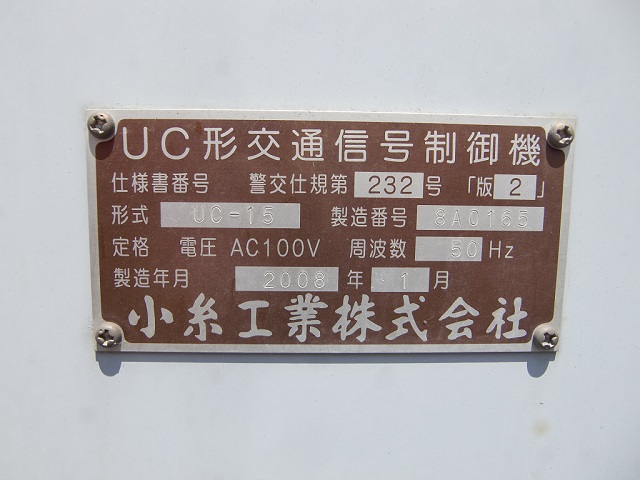 UC形交通信号制御機
仕様書番号 警交仕規第 232 号 「版 2 」
形式 UC-15 製造番号 8A0165
定格 電圧 AC100V 周波数 50 Hz
製造年月 2008 年 1 月
小糸工業株式会社